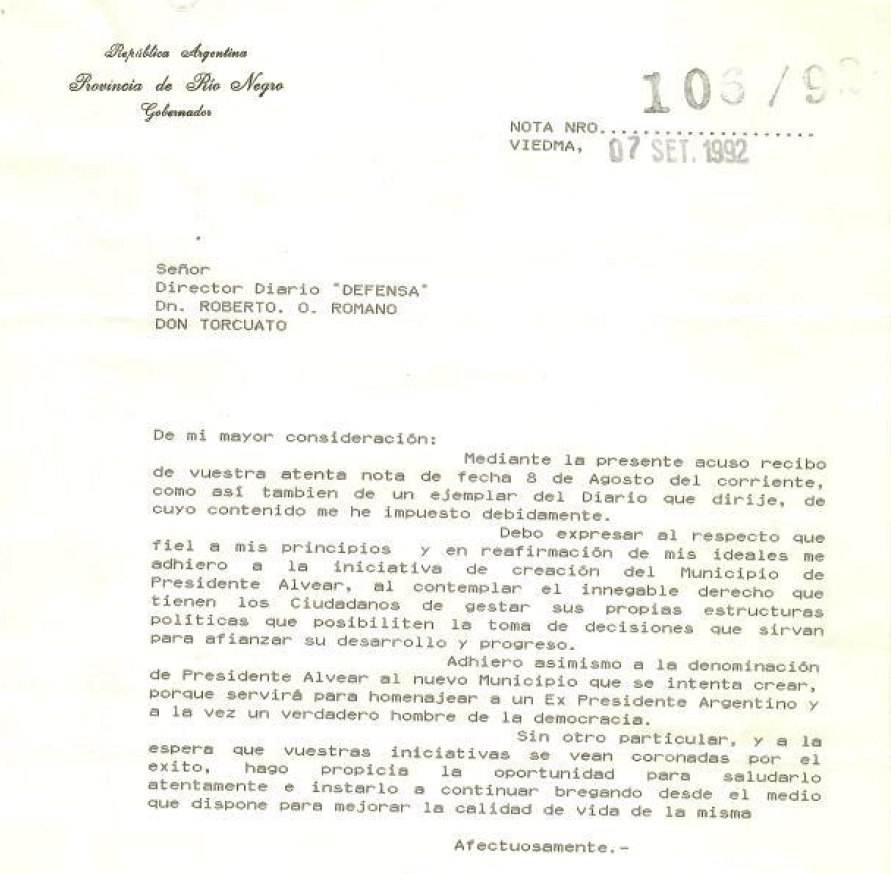 República Argentina
Provincia de Río Negro
Gobernador
106/92
NOTA NRO.....................
VIEDMA, 07 SET. 1992
Señor
Director Diario "DEFENSA"
Dn. ROBERTO. O. ROMANO
DON TORCUATO
De mi mayor consideración:
Mediante la presente acuso recibo
de vuestra atenta nota de fecha 8 de Agosto del corriente,
como así tambien de un ejemplar del Diario que dirije, de
cuyo contenido me he impuesto debidamente.
Debo expresar al respecto que
fiel a mis principios y en reafirmación de mis ideales me
adhiero a la iniciativa de creación del Municipio de
Presidente Alvear, al contemplar el innegable derecho que
tienen los Ciudadanos de gestar sus propias estructuras
políticas que posibiliten la toma de decisiones que sirvan
para afianzar su desarrollo y progreso.
Adhiero asimismo a la denominación
de Presidente Alvear al nuevo Municipio que se intenta crear,
porque servirá para homenajear a un Ex Presidente Argentino y
a la vez un verdadero hombre de la democracia.
Sin otro particular, y a la
espera que vuestras iniciativas se vean coronadas por el
exito, hago propicia la oportunidad para saludarlo
atentamente e instarlo a continuar bregando desde el medio
que dispone para mejorar la calidad de vida de la misma
Afectuosamente.-